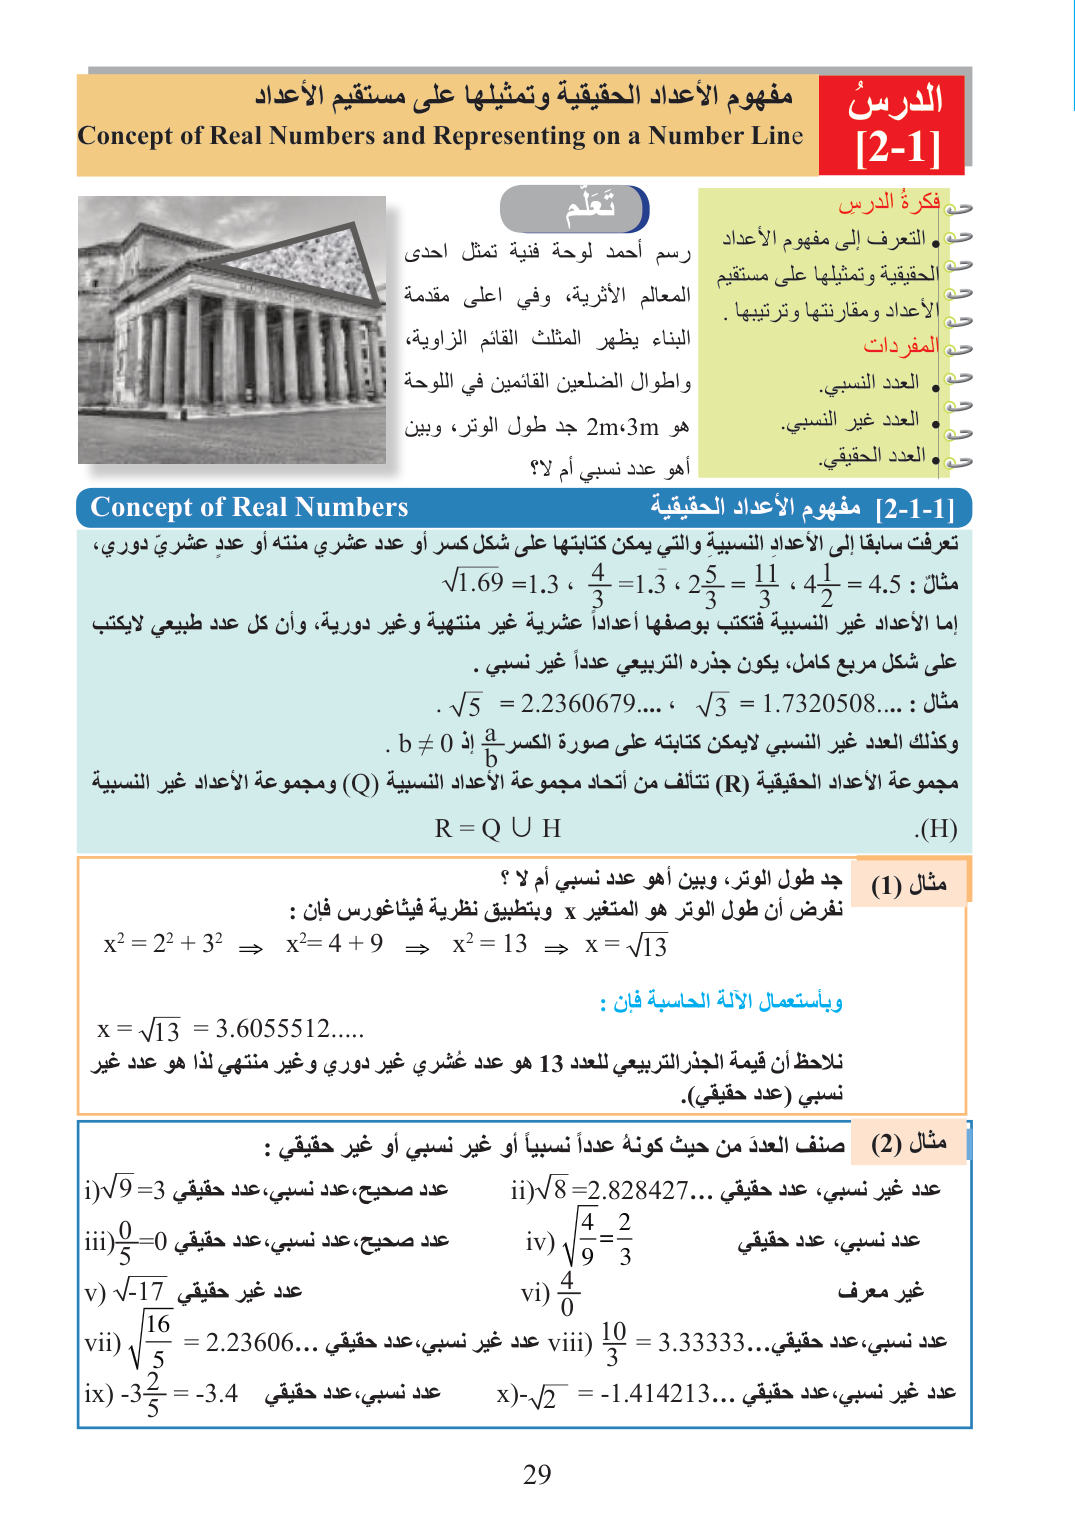 الدرسُ
[2-1]
مفهوم الأعداد الحقيقية وتمثيلها على مستقيم الأعداد
Concept of Real Numbers and Representing on a Number Line
فكرةُ الدرسِ
• التعرف إلى مفهوم الأعداد
الحقيقية وتمثيلها على مستقيم
الأعداد ومقارنتها وترتيبها .
المفردات
• العدد النسبي.
• العدد غير النسبي.
• العدد الحقيقي.
تَعَلَّم
رسم أحمد لوحة فنية تمثل احدى
المعالم الأثرية، وفي اعلى مقدمة
البناء يظهر المثلث القائم الزاوية،
واطوال الضلعين القائمين في اللوحة
هو 2m،3m جد طول الوتر، وبين
أهو عدد نسبي أم لا؟
[2-1-1] مفهوم الأعداد الحقيقية Concept of Real Numbers
تعرفت سابقا إلى الأعدادِ النسبيةِ والتي يمكن كتابتها على شكل كسر أو عدد عشري منته أو عددٍ عشريّ دوري،
مثالٌ : 4 1/2 = 4.5 ، 2 5/3 = 11/3 ، 4/3 =1.3̄ ، √1.69 =1.3
إما الأعداد غير النسبية فتكتب بوصفها أعداداً عشرية غير منتهية وغير دورية، وأن كل عدد طبيعي لايكتب
على شكل مربع كامل، يكون جذره التربيعي عدداً غير نسبي .
مثال : √3 = 1.7320508.... ، √5 = 2.2360679.... .
وكذلك العدد غير النسبي لايمكن كتابته على صورة الكسر a/b إذ b ≠ 0 .
مجموعة الأعداد الحقيقية (R) تتألف من أتحاد مجموعة الأعداد النسبية (Q) ومجموعة الأعداد غير النسبية
(H). R = Q ∪ H
مثال (1)
جد طول الوتر، وبين أهو عدد نسبي أم لا ؟
نفرض أن طول الوتر هو المتغير x وبتطبيق نظرية فيثاغورس فإن :
x² = 2² + 3² ⇒ x²= 4 + 9 ⇒ x² = 13 ⇒ x = √13
وبأستعمال الآلة الحاسبة فإن :
x = √13 = 3.6055512.....
نلاحظ أن قيمة الجذرالتربيعي للعدد 13 هو عدد عُشري غير دوري وغير منتهي لذا هو عدد غير
نسبي (عدد حقيقي).
مثال (2)
صنف العددَ من حيث كونهُ عدداً نسبياً أو غير نسبي أو غير حقيقي :
i)√9 =3 عدد صحيح،عدد نسبي،عدد حقيقي ii)√8 =2.828427... عدد غير نسبي، عدد حقيقي
iii)0/5=0 عدد صحيح،عدد نسبي،عدد حقيقي iv) √4/9 = 2/3 عدد نسبي، عدد حقيقي
v) √-17 عدد غير حقيقي vi) 4/0 غير معرف
vii) √16/5 = 2.23606... عدد غير نسبي،عدد حقيقي viii) 10/3 = 3.33333... عدد نسبي،عدد حقيقي
ix) -3 2/5 = -3.4 عدد نسبي،عدد حقيقي x)-√2 = -1.414213... عدد غير نسبي،عدد حقيقي
29